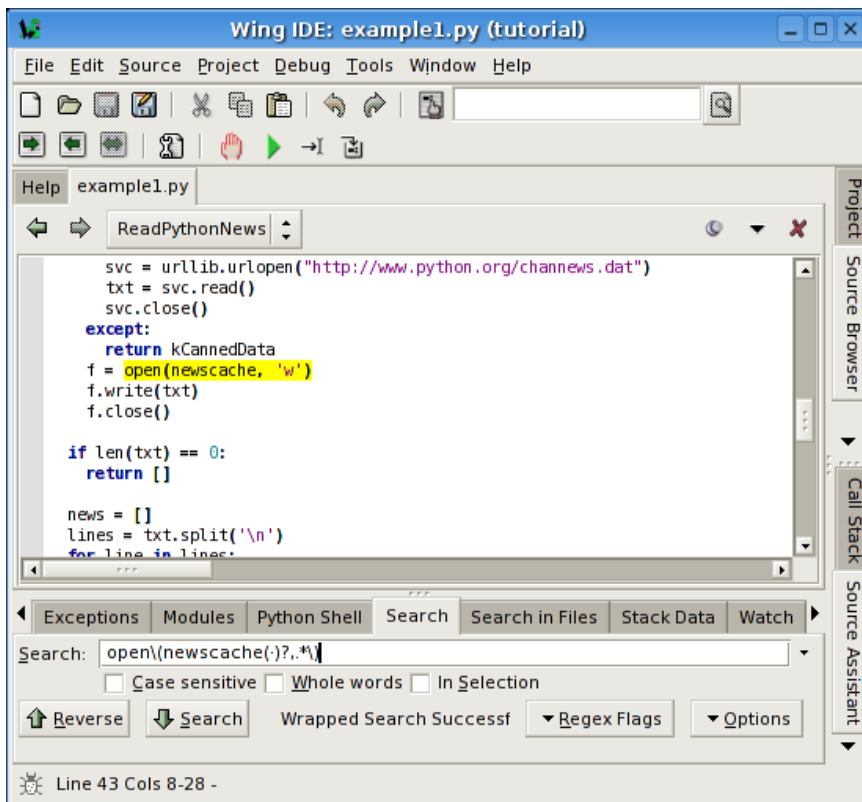 Wing IDE: example1.py (tutorial)
File Edit Source Project Debug Tools Window Help
Help example1.py
ReadPythonNews
svc = urllib.urlopen("http://www.python.org/channews.dat")
txt = svc.read()
svc.close()
except:
return kCannedData
f = open(newscache, 'w')
f.write(txt)
f.close()
if len(txt) == 0:
return []
news = []
lines = txt.split('\n')
for line in lines:
Project
Source Browser
Call Stack
Source Assistant
Exceptions Modules Python Shell Search Search in Files Stack Data Watch
Search: open\(newscache(·)?,.*\)
Case sensitive Whole words In Selection
Reverse Search Wrapped Search Successf Regex Flags Options
Line 43 Cols 8-28 -